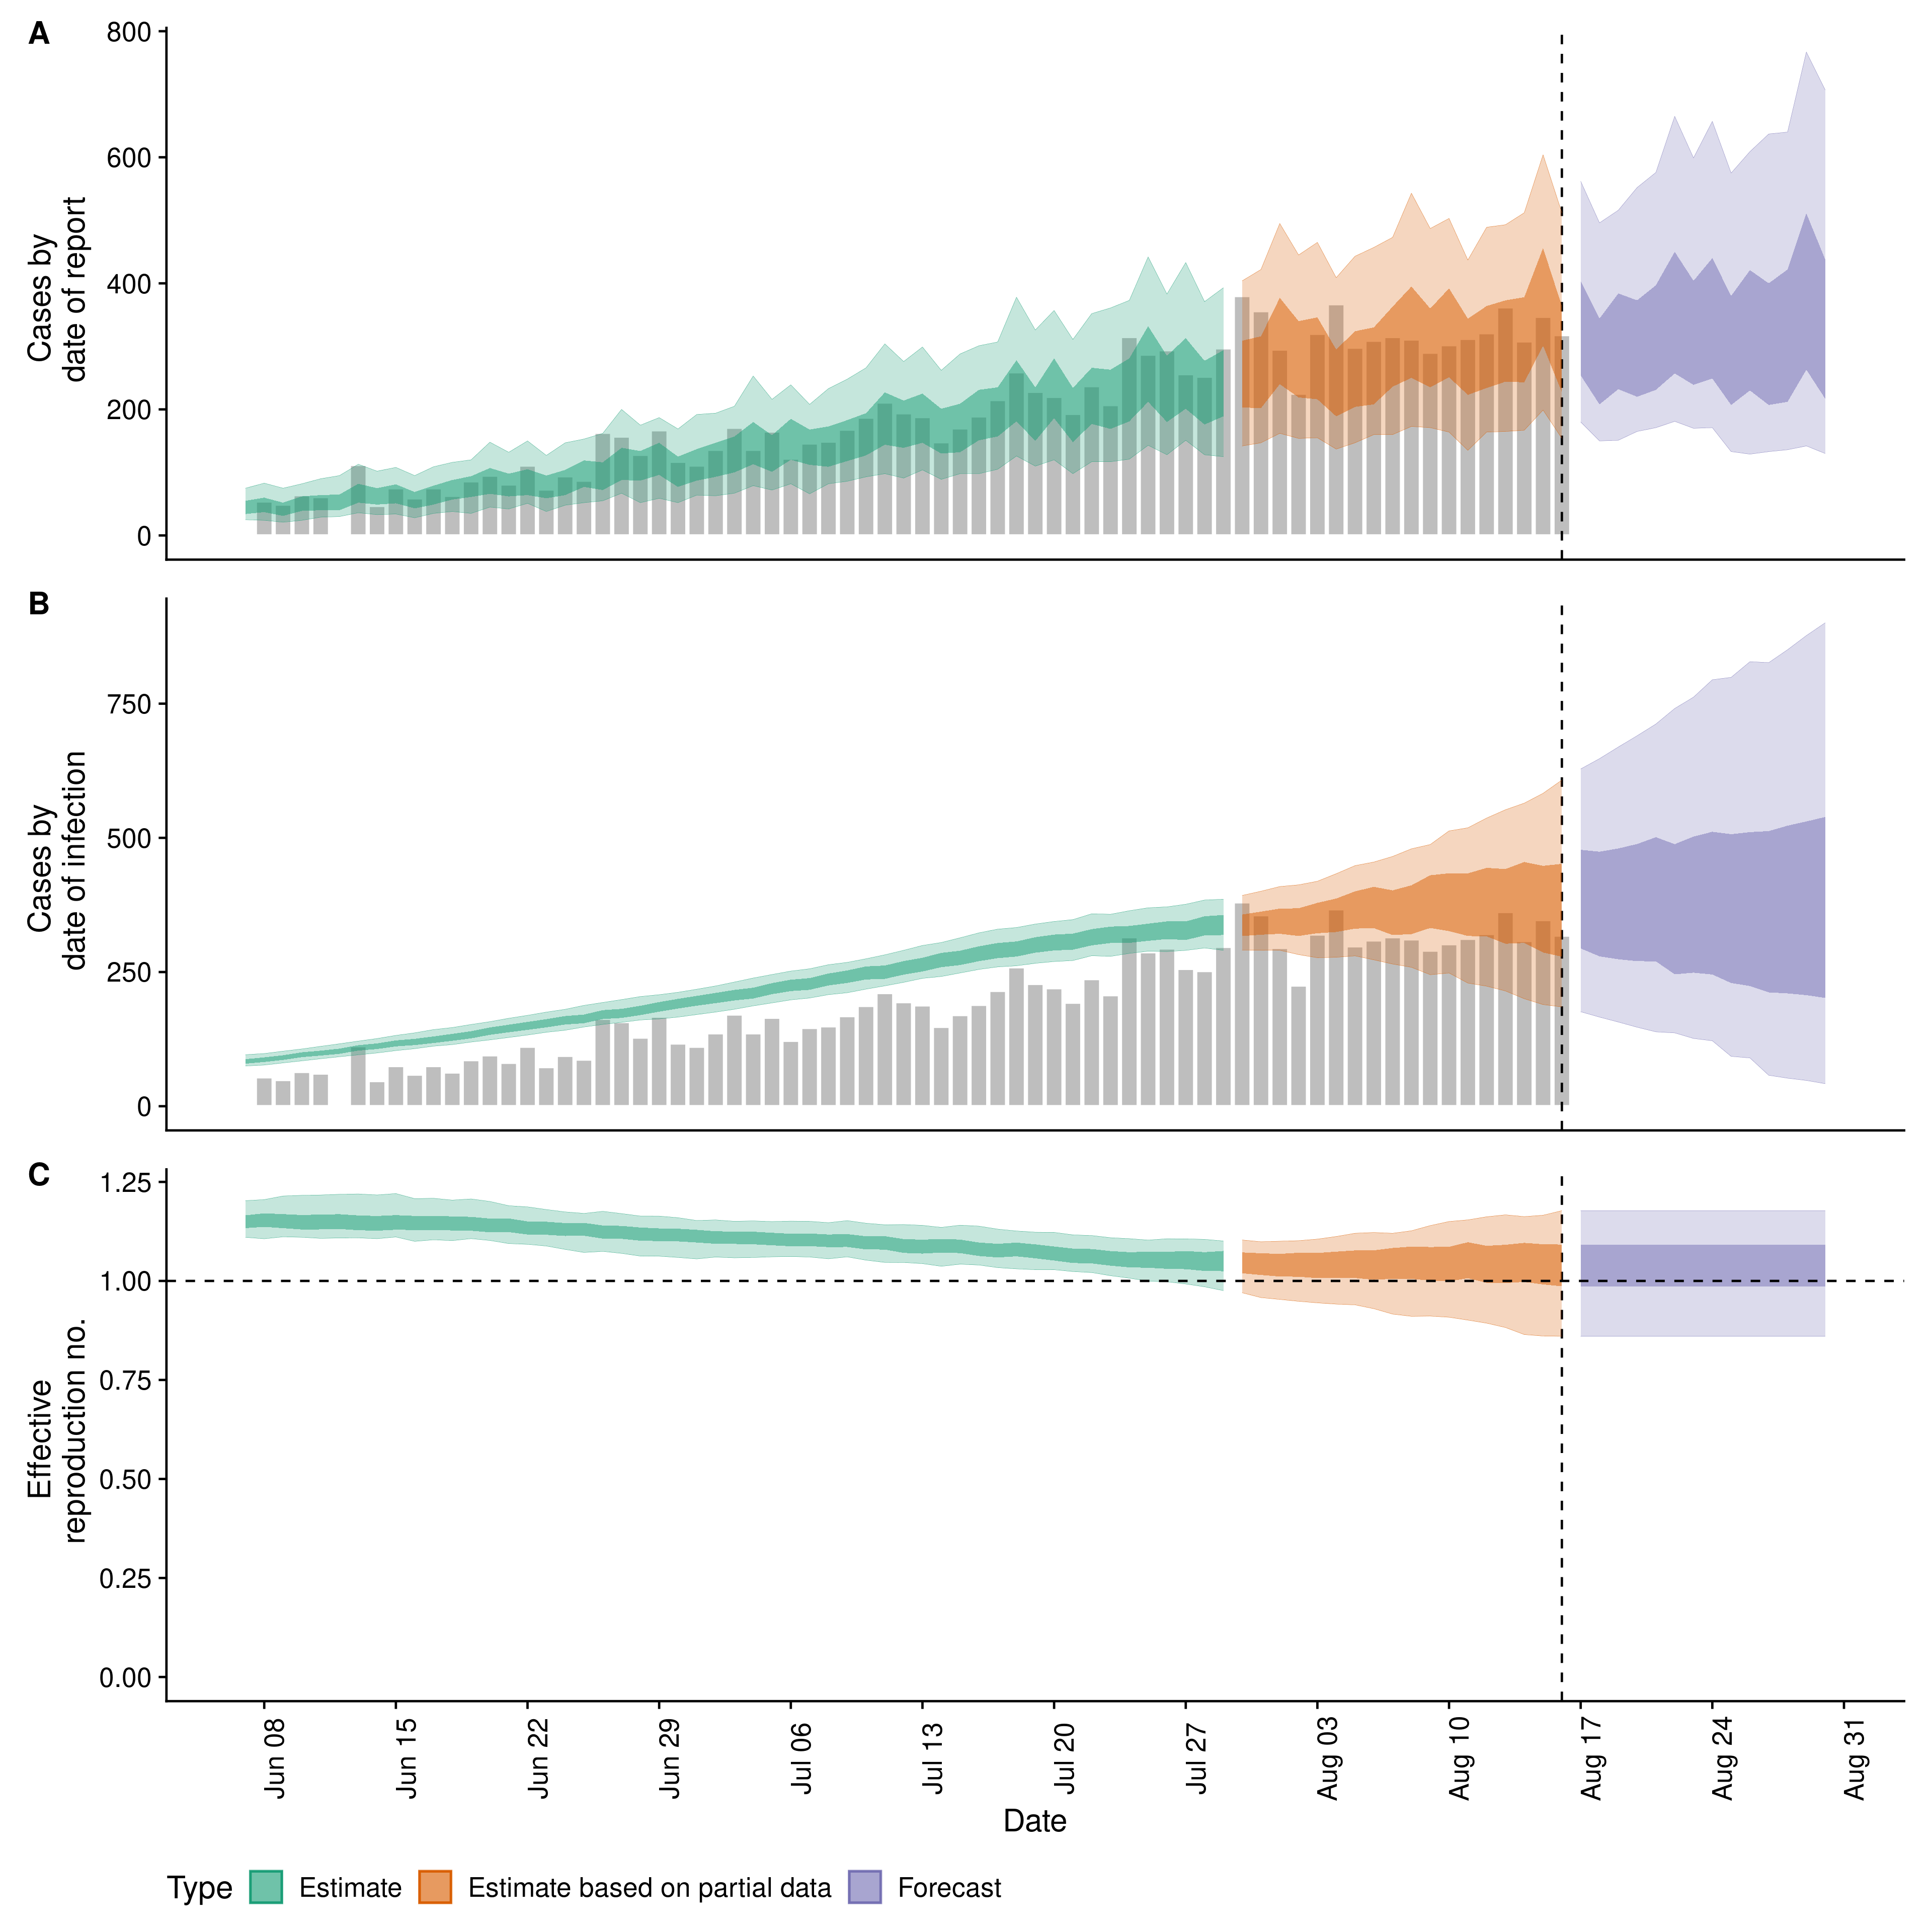 A
Cases by
date of report
800
600
400
200
0
B
Cases by
date of infection
750
500
250
0
C
Effective
reproduction no.
1.25
1.00
0.75
0.50
0.25
0.00
Jun 08
Jun 15
Jun 22
Jun 29
Jul 06
Jul 13
Jul 20
Jul 27
Aug 03
Aug 10
Aug 17
Aug 24
Aug 31
Date
Type Estimate Estimate based on partial data Forecast